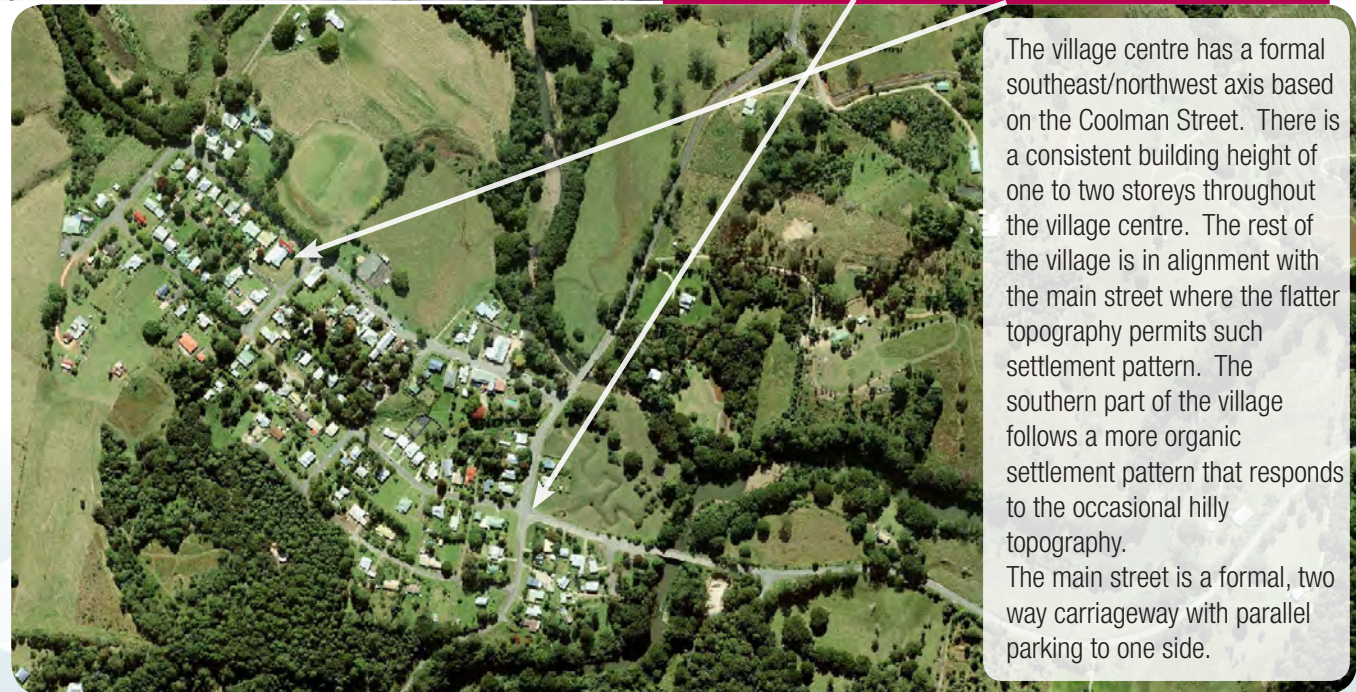 The village centre has a formal
southeast/northwest axis based
on the Coolman Street.  There is
a consistent building height of
one to two storeys throughout
the village centre.  The rest of
the village is in alignment with
the main street where the flatter
topography permits such
settlement pattern.  The
southern part of the village
follows a more organic
settlement pattern that responds
to the occasional hilly
topography.
The main street is a formal, two
way carriageway with parallel
parking to one side.